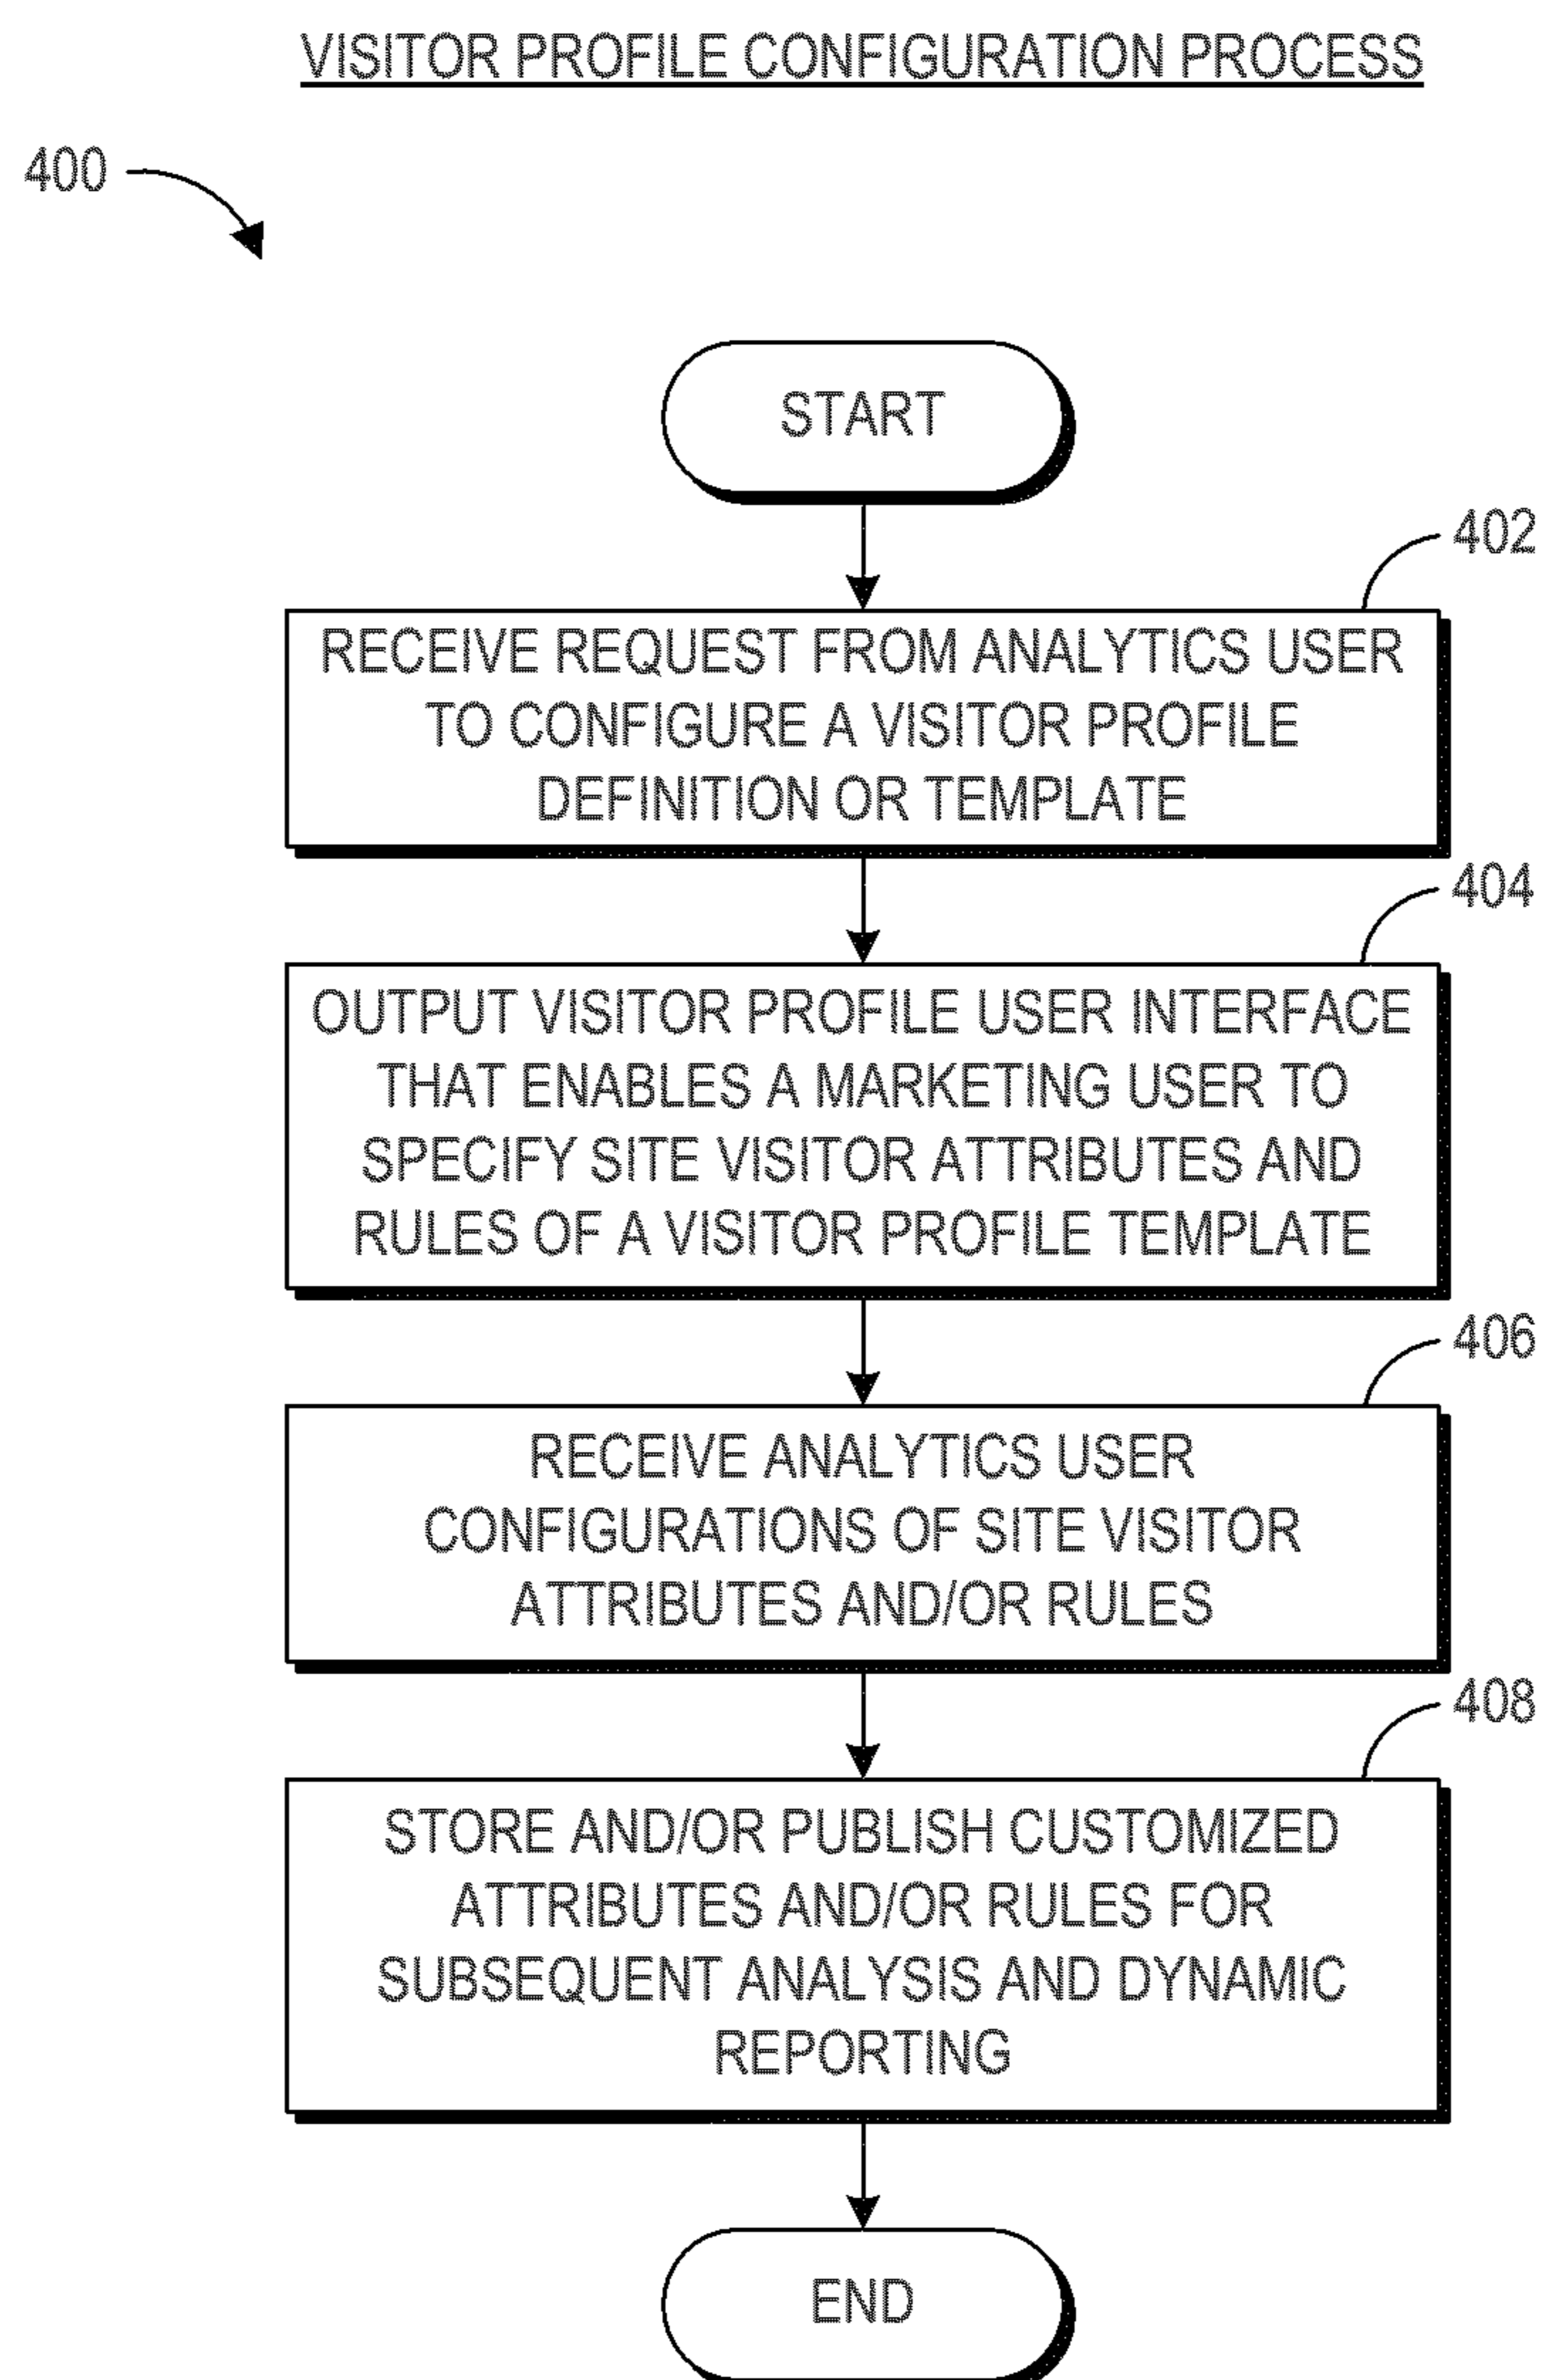 VISITOR PROFILE CONFIGURATION PROCESS
400
START
402
RECEIVE REQUEST FROM ANALYTICS USER
TO CONFIGURE A VISITOR PROFILE
DEFINITION OR TEMPLATE
404
OUTPUT VISITOR PROFILE USER INTERFACE
THAT ENABLES A MARKETING USER TO
SPECIFY SITE VISITOR ATTRIBUTES AND
RULES OF A VISITOR PROFILE TEMPLATE
406
RECEIVE ANALYTICS USER
CONFIGURATIONS OF SITE VISITOR
ATTRIBUTES AND/OR RULES
408
STORE AND/OR PUBLISH CUSTOMIZED
ATTRIBUTES AND/OR RULES FOR
SUBSEQUENT ANALYSIS AND DYNAMIC
REPORTING
END